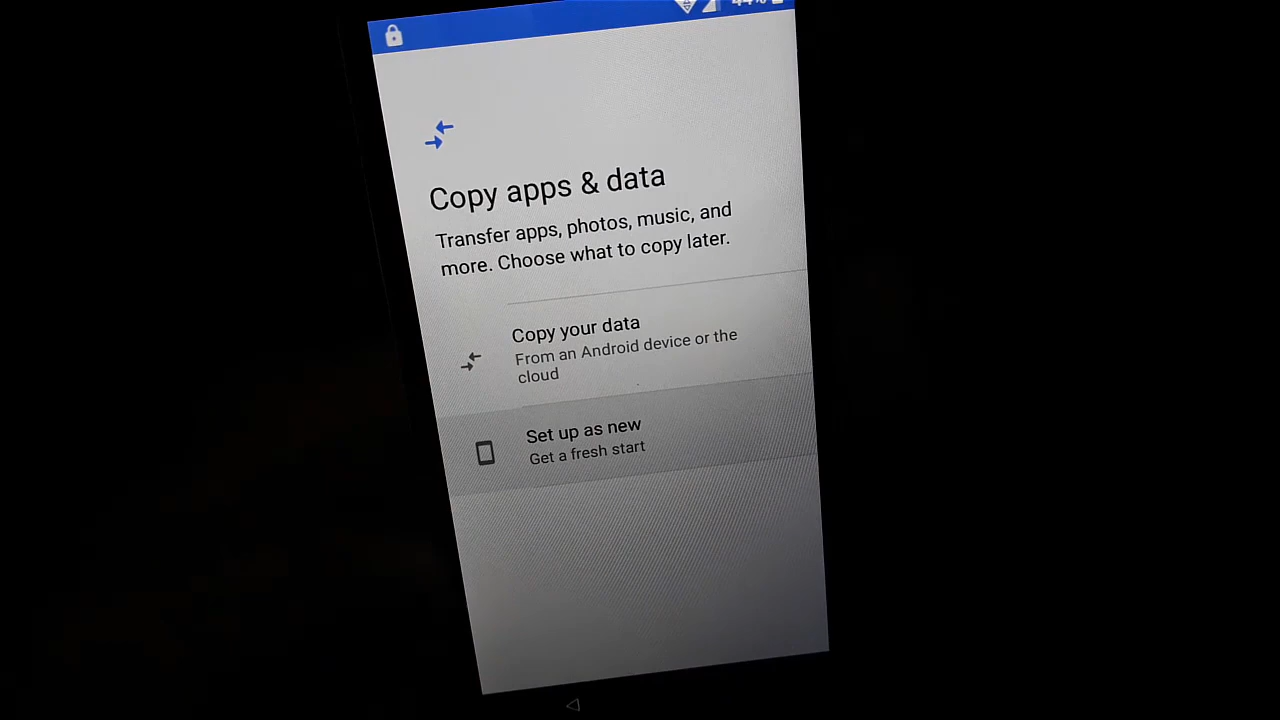 44%
Copy apps & data
Transfer apps, photos, music, and
more. Choose what to copy later.
Copy your data
From an Android device or the
cloud
Set up as new
Get a fresh start